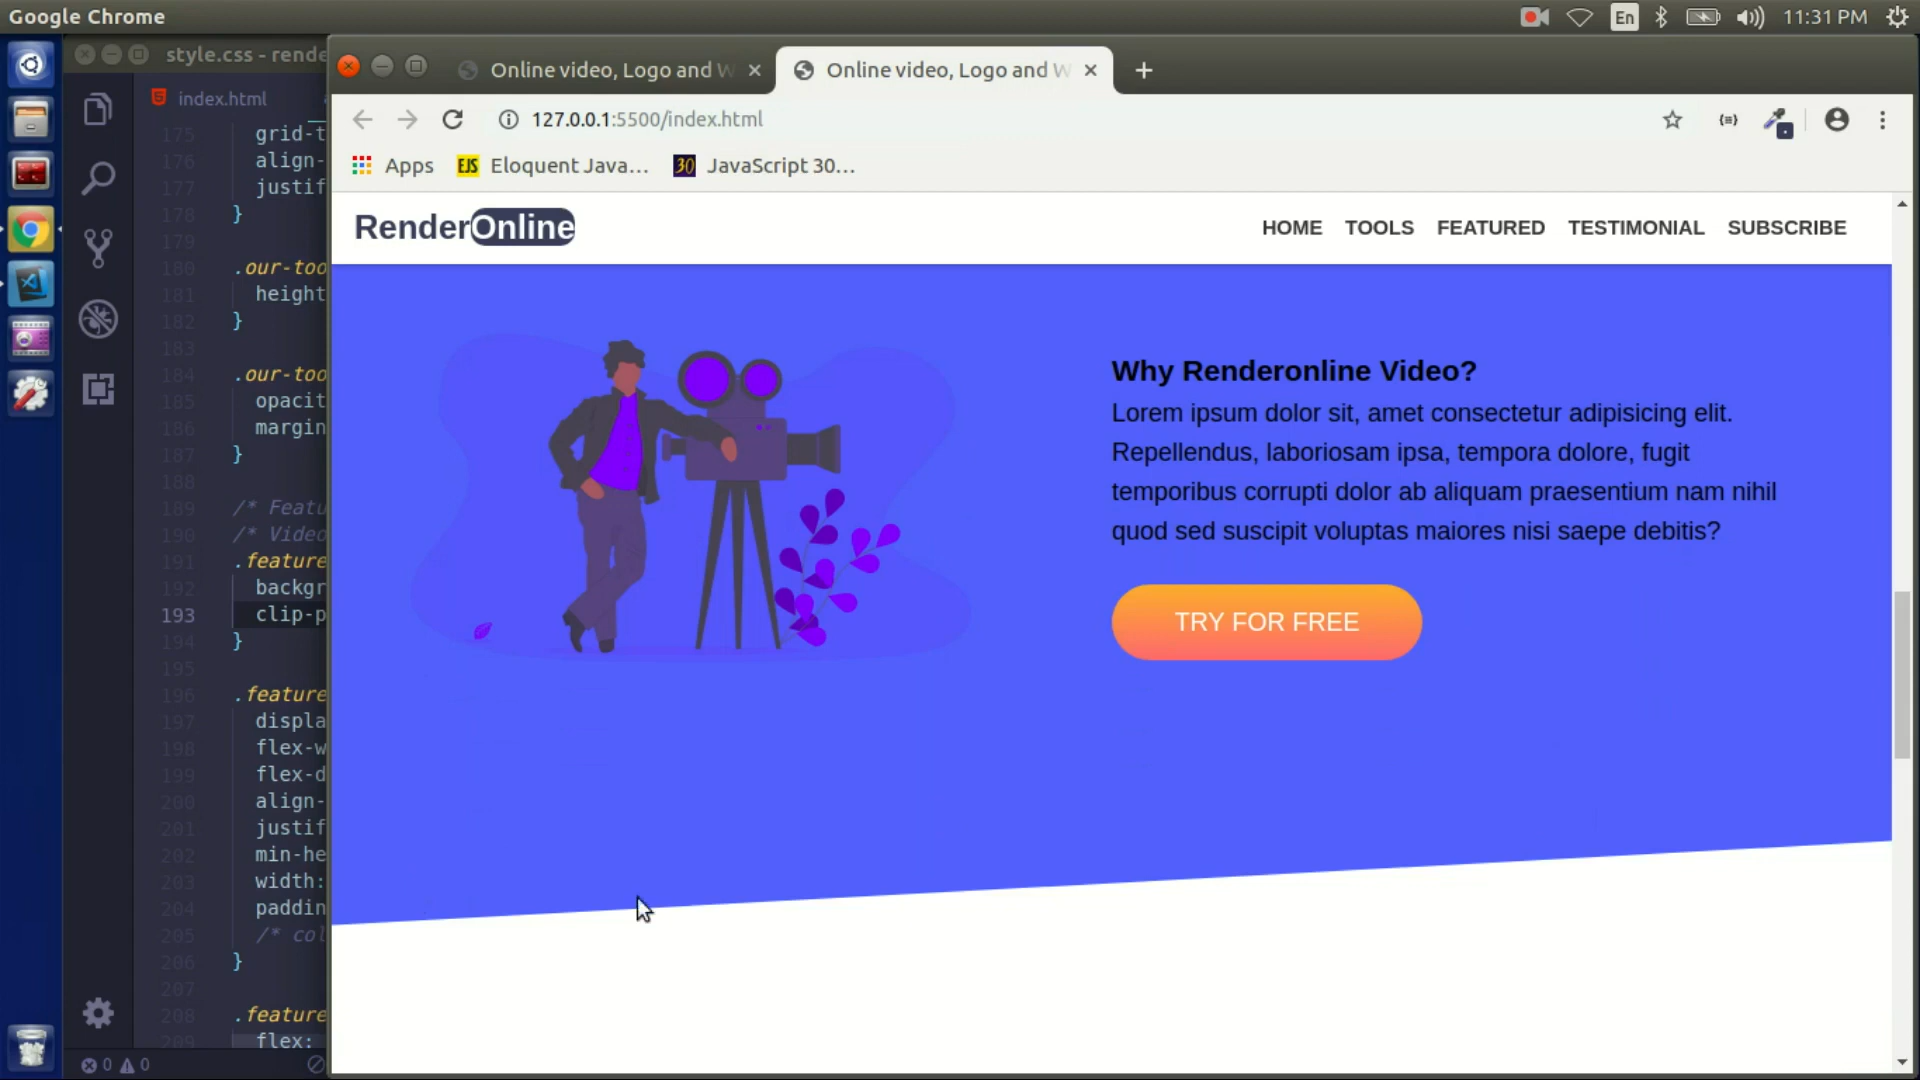 Google Chrome
En
11:31 PM
style.css - rende
index.html
175 grid-t
176 align-
177 justif
178 }
179
180 .our-too
181 height
182 }
183
184 .our-too
185 opacit
186 margin
187 }
188
189 /* Featu
190 /* Video
191 .feature
192 backgr
193 clip-p
194 }
195
196 .feature
197 displa
198 flex-w
199 flex-d
200 align-
201 justif
202 min-he
203 width:
204 paddin
205 /* col
206 }
207
208 .feature
209 flex:
0 0
Online video, Logo and W
Online video, Logo and W
127.0.0.1:5500/index.html
Apps
EJS Eloquent Java...
30 JavaScript 30...
RenderOnline
HOME TOOLS FEATURED TESTIMONIAL SUBSCRIBE
Why Renderonline Video?
Lorem ipsum dolor sit, amet consectetur adipisicing elit.
Repellendus, laboriosam ipsa, tempora dolore, fugit
temporibus corrupti dolor ab aliquam praesentium nam nihil
quod sed suscipit voluptas maiores nisi saepe debitis?
TRY FOR FREE